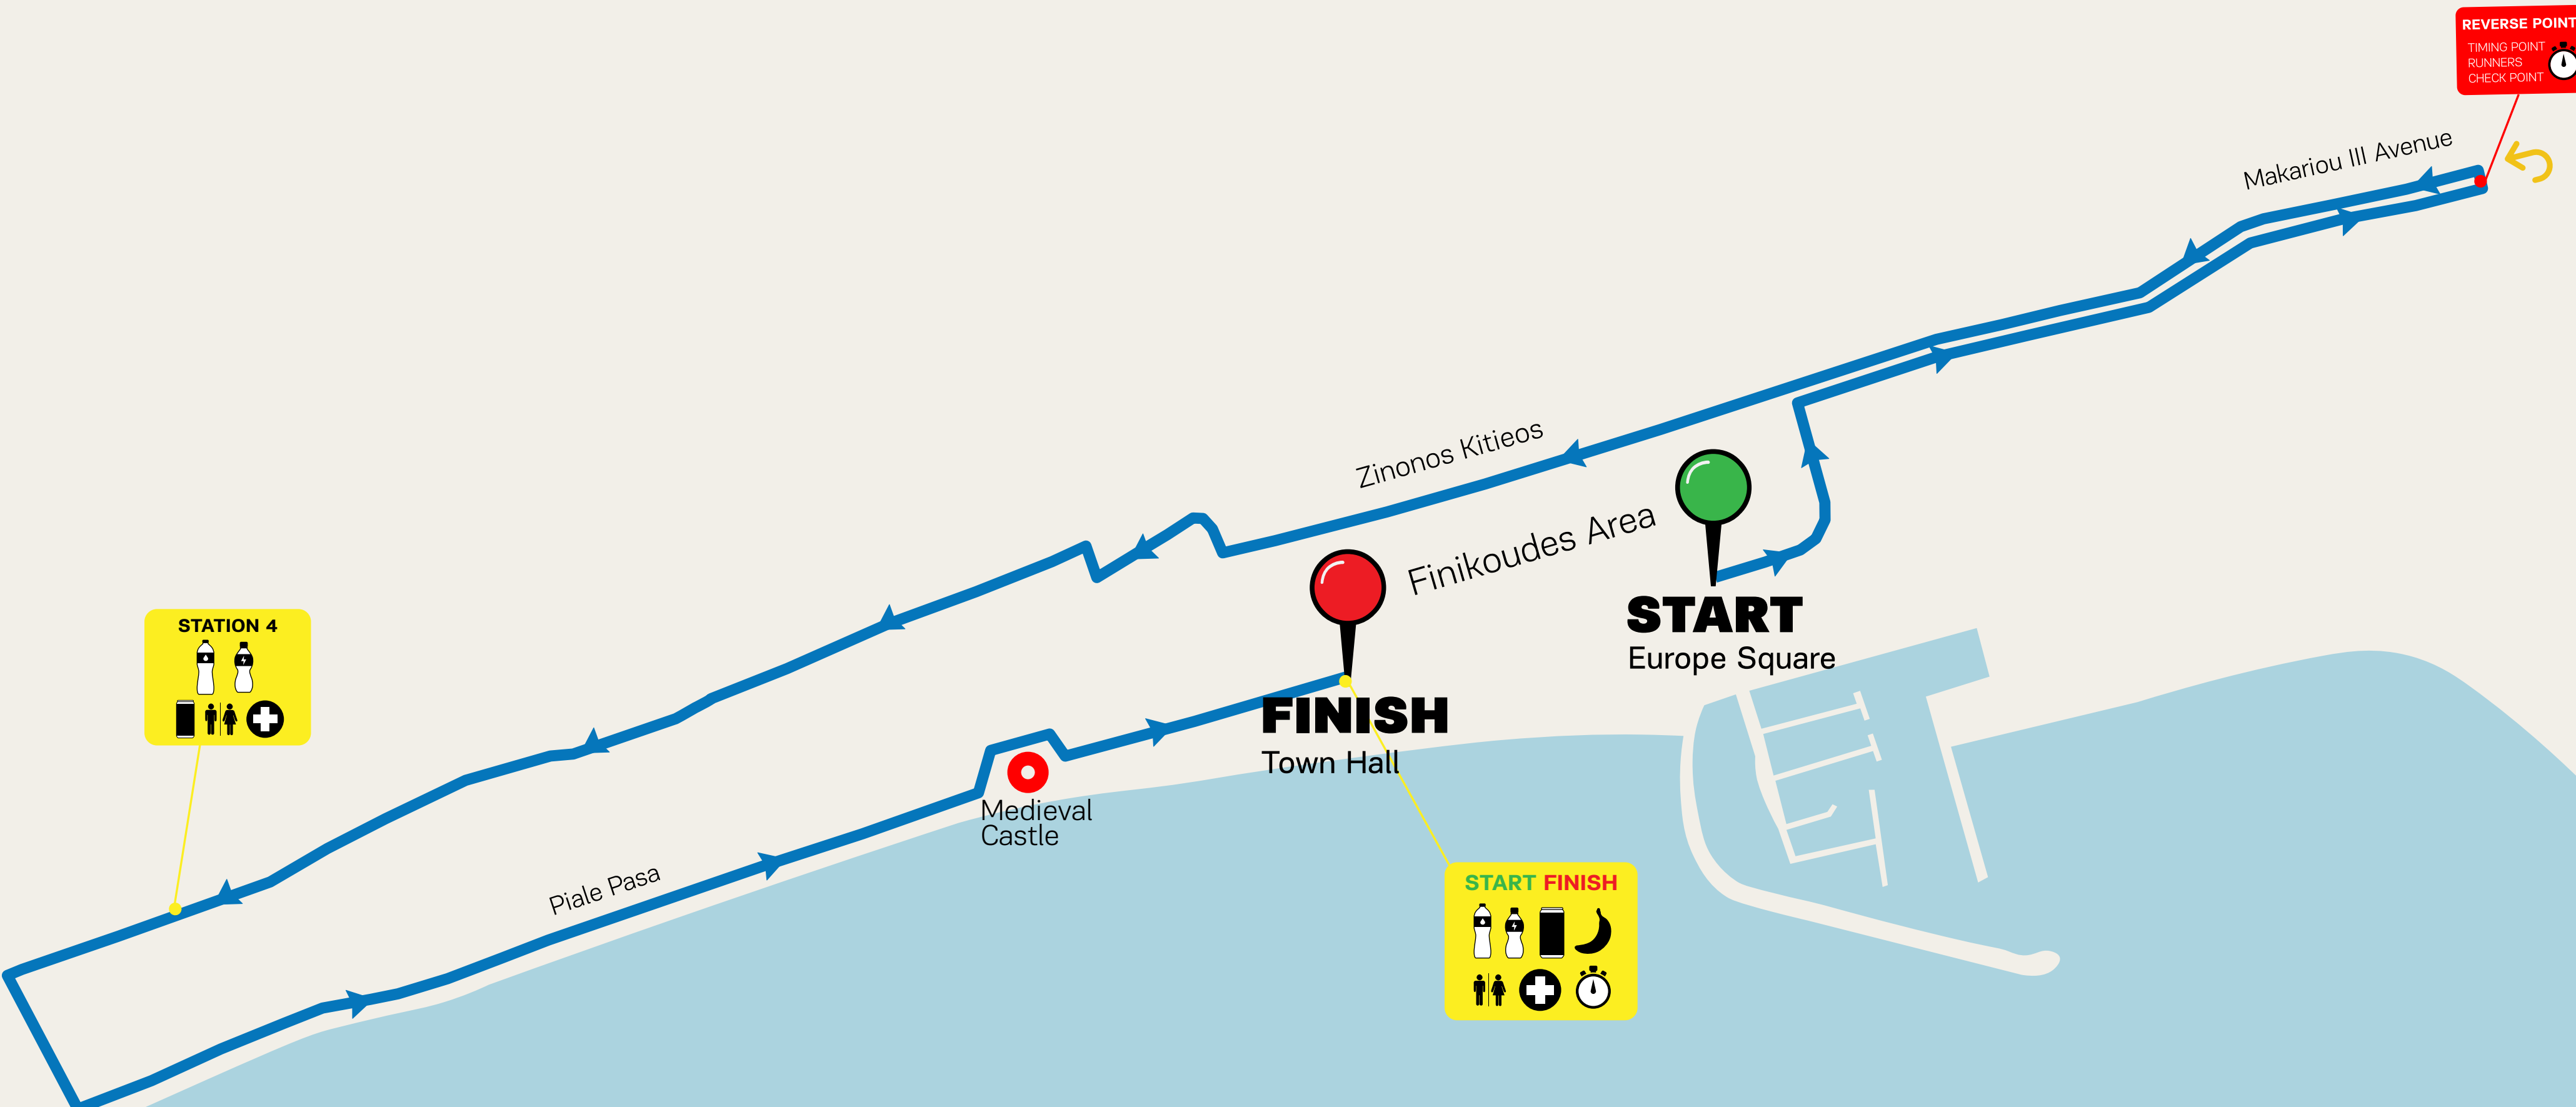 REVERSE POINT
TIMING POINT
RUNNERS
CHECK POINT
Makariou III Avenue
Zinonos Kitieos
Finikoudes Area
START
Europe Square
STATION 4
FINISH
Town Hall
Medieval
Castle
Piale Pasa
START FINISH